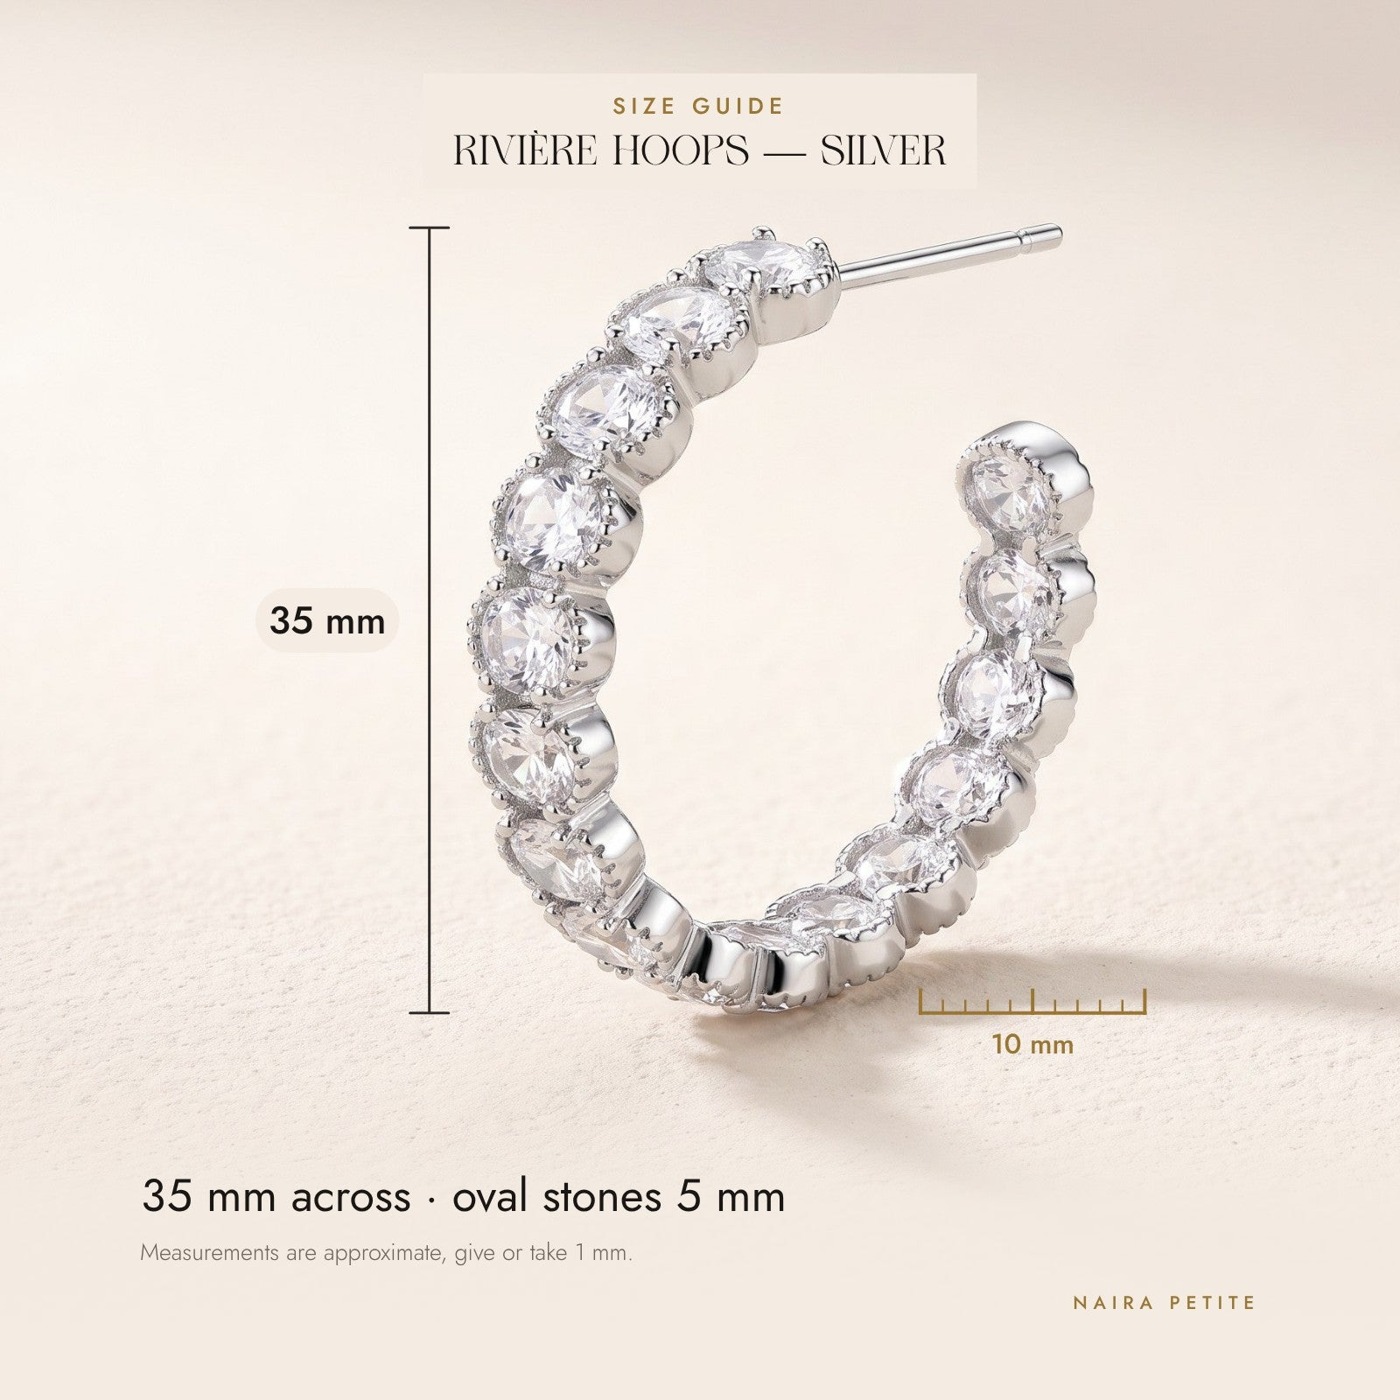 SIZE GUIDE
RIVIÈRE HOOPS — SILVER
35 mm
10 mm
35 mm across · oval stones 5 mm
Measurements are approximate, give or take 1 mm.
NAIRA PETITE